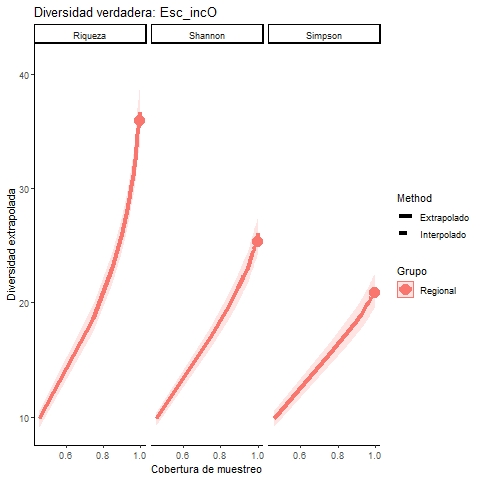 Diversidad verdadera: Esc_incO
Riqueza
Shannon
Simpson
Diversidad extrapolada
40
30
20
10
0.6 0.8 1.0 0.6 0.8 1.0 0.6 0.8 1.0
Cobertura de muestreo
Method
Extrapolado
Interpolado
Grupo
Regional